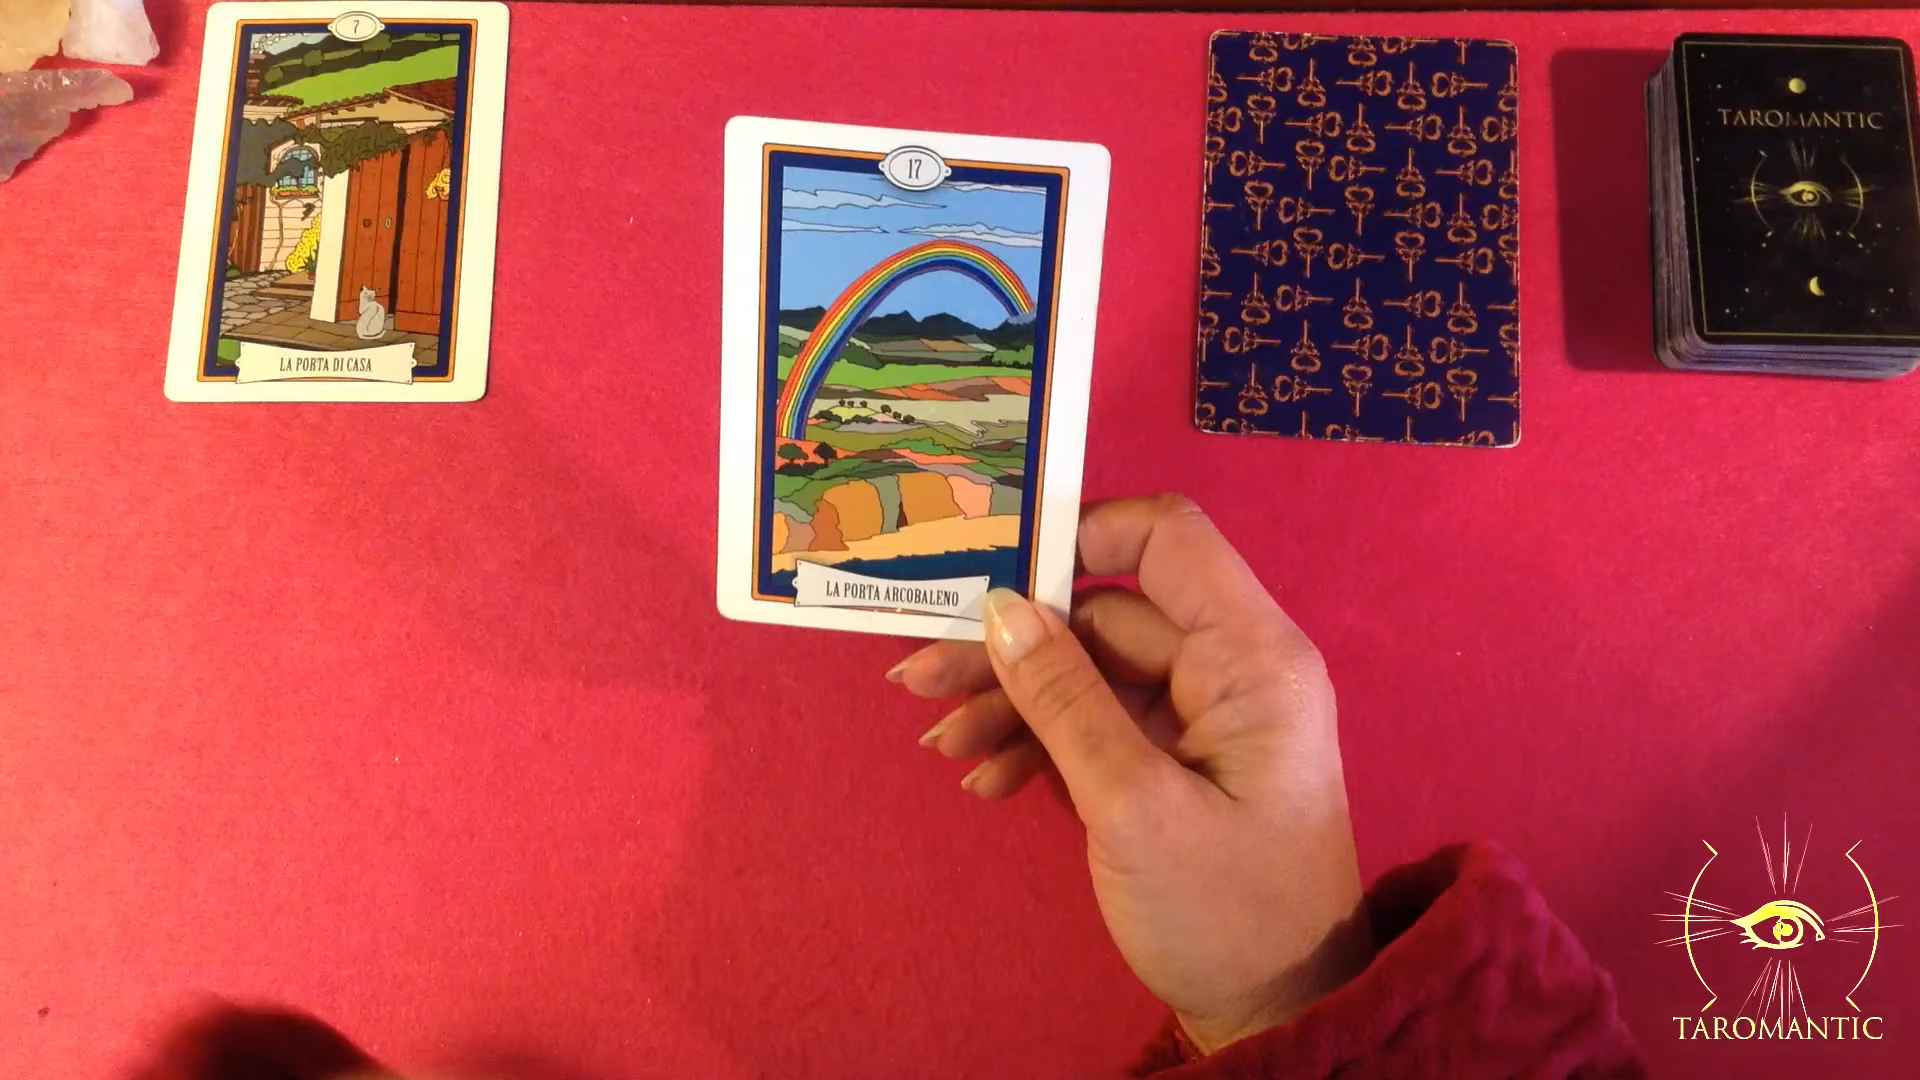 7
LA PORTA DI CASA
17
LA PORTA ARCOBALENO
TAROMANTIC
TAROMANTIC